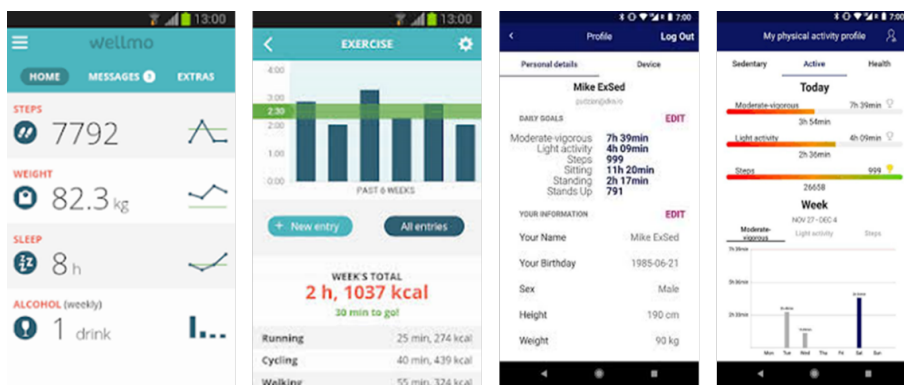 13:00
wellmo
HOME MESSAGES 1 EXTRAS
STEPS
7792
WEIGHT
82.3 kg
SLEEP
8 h
ALCOHOL (weekly)
1 drink
13:00
EXERCISE
4:00
3:00
2:30
2:00
1:00
0:00
PAST 6 WEEKS
+ New entry All entries
WEEK'S TOTAL
2 h, 1037 kcal
30 min to go!
Running 25 min, 274 kcal
Cycling 40 min, 439 kcal
Walking 55 min, 324 kcal
7:00
Profile Log Out
Personal details Device
Mike ExSed
DAILY GOALS EDIT
Moderate-vigorous 7h 39min
Light activity 4h 09min
Steps 999
Sitting 11h 20min
Standing 2h 17min
Stands Up 791
YOUR INFORMATION EDIT
Your Name Mike ExSed
Your Birthday 1985-06-21
Sex Male
Height 190 cm
Weight 90 kg
7:00
My physical activity profile
Sedentary Active Health
Today
Moderate-vigorous 7h 39min
3h 54min
Light activity 4h 09min
2h 36min
Steps 999
26658
Week
NOV 27 - DEC 4
Moderate-vigorous Light activity Steps
Mon Tue Wed Thu Fri Sat Sun